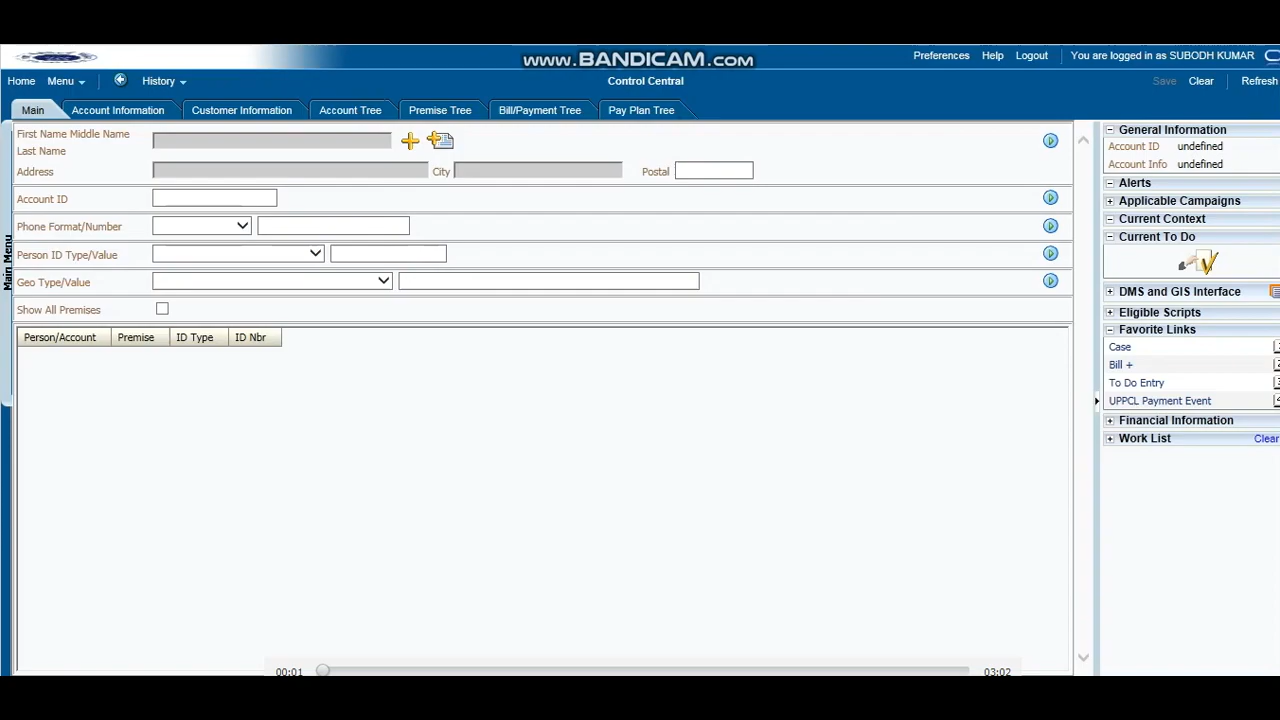 www.BANDICAM.com
Preferences Help Logout You are logged in as SUBODH KUMAR
Home Menu History Control Central Save Clear Refresh
Main Account Information Customer Information Account Tree Premise Tree Bill/Payment Tree Pay Plan Tree
Main Menu
First Name Middle Name
Last Name
Address City Postal
Account ID
Phone Format/Number
Person ID Type/Value
Geo Type/Value
Show All Premises
Person/Account Premise ID Type ID Nbr
General Information
Account ID undefined
Account Info undefined
Alerts
Applicable Campaigns
Current Context
Current To Do
DMS and GIS Interface
Eligible Scripts
Favorite Links
Case
Bill +
To Do Entry
UPPCL Payment Event
Financial Information
Work List Clear
00:01 03:02